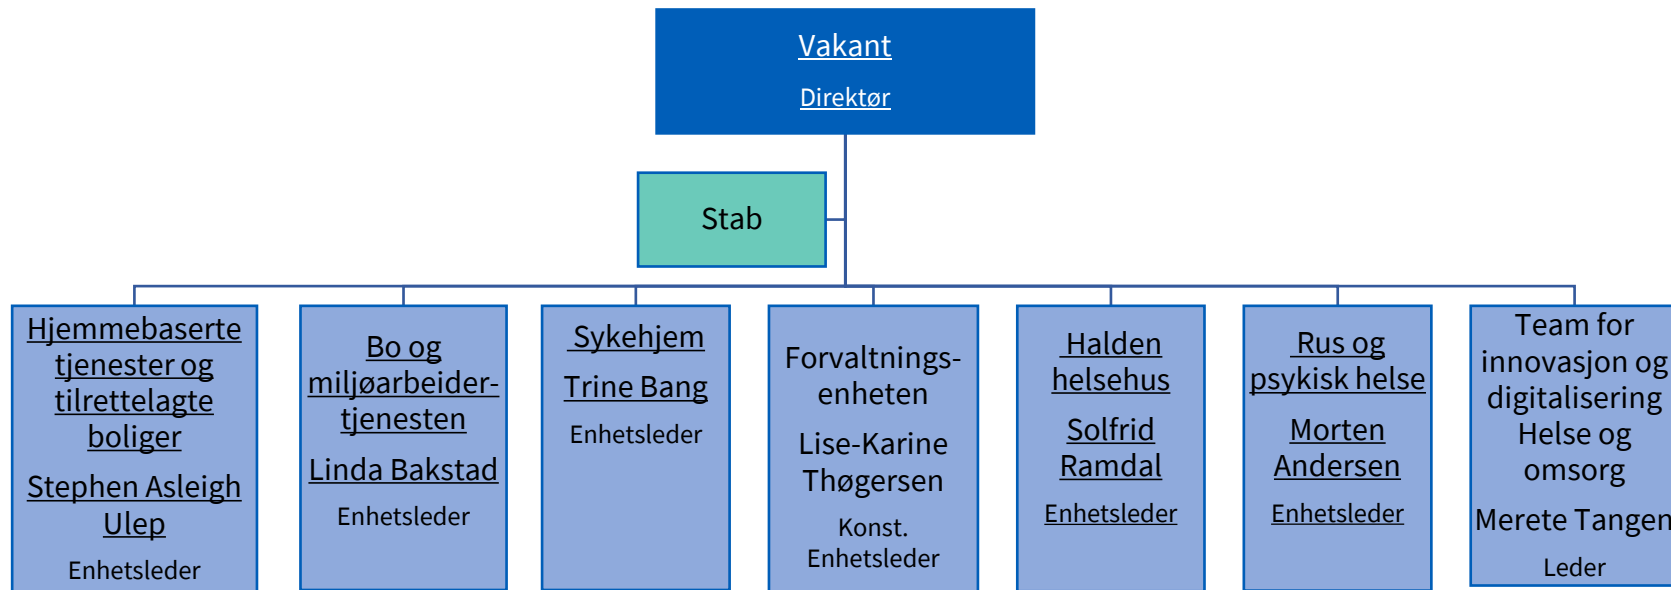 Vakant
Direktør
Stab
Hjemmebaserte
tjenester og
tilrettelagte
boliger
Stephen Asleigh
Ulep
Enhetsleder
Bo og
miljøarbeider-
tjenesten
Linda Bakstad
Enhetsleder
Sykehjem
Trine Bang
Enhetsleder
Forvaltnings-
enheten
Lise-Karine
Thøgersen
Konst.
Enhetsleder
Halden
helsehus
Solfrid
Ramdal
Enhetsleder
Rus og
psykisk helse
Morten
Andersen
Enhetsleder
Team for
innovasjon og
digitalisering
Helse og
omsorg
Merete Tangen
Leder